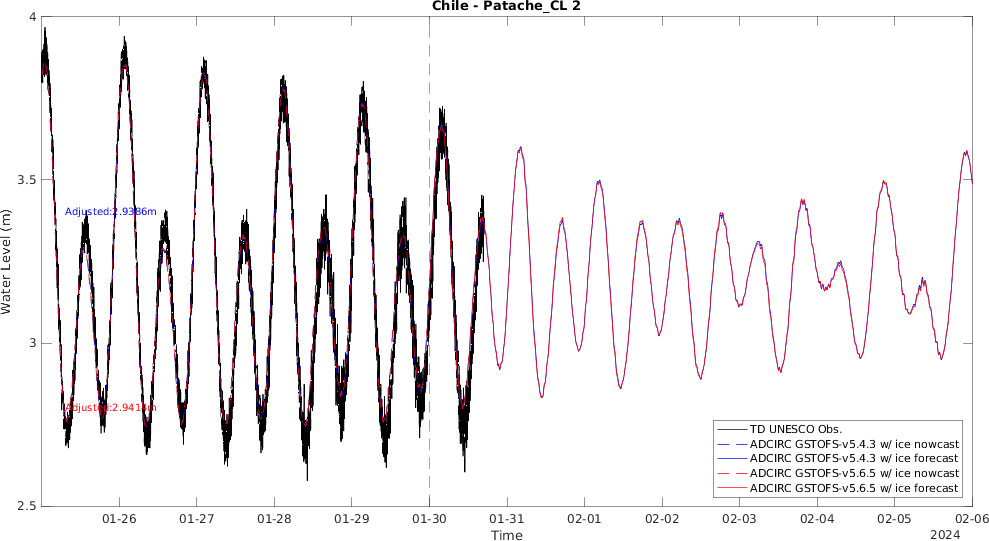 Chile - Patache_CL 2
4
3.5
3
2.5
Water Level (m)
Adjusted:2.9386m
Adjusted:2.9414m
TD UNESCO Obs.
ADCIRC GSTOFS-v5.4.3 w/ ice nowcast
ADCIRC GSTOFS-v5.4.3 w/ ice forecast
ADCIRC GSTOFS-v5.6.5 w/ ice nowcast
ADCIRC GSTOFS-v5.6.5 w/ ice forecast
01-26 01-27 01-28 01-29 01-30 01-31 02-01 02-02 02-03 02-04 02-05 02-06
Time
2024